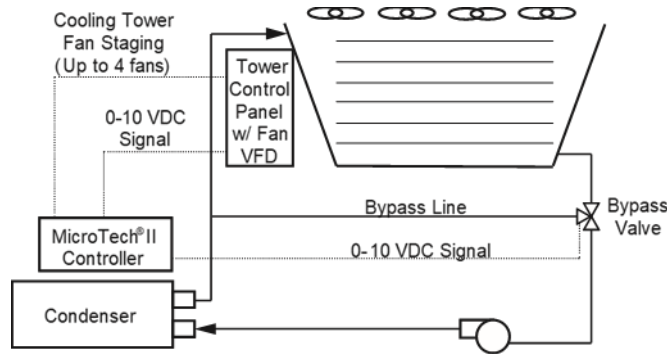 Cooling Tower
Fan Staging
(Up to 4 fans)
Tower
Control
Panel
w/ Fan
VFD
0-10 VDC
Signal
Bypass Line
Bypass
Valve
MicroTech®II
Controller
0-10 VDC Signal
Condenser